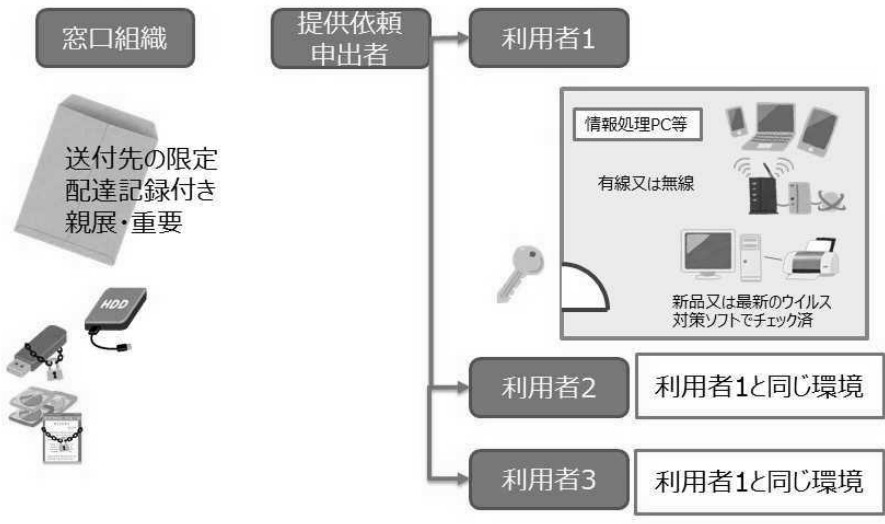 窓口組織
提供依頼
申出者
利用者1
送付先の限定
配達記録付き
親展・重要
HDD
情報処理PC等
有線又は無線
新品又は最新のウイルス
対策ソフトでチェック済
利用者2
利用者1と同じ環境
利用者3
利用者1と同じ環境